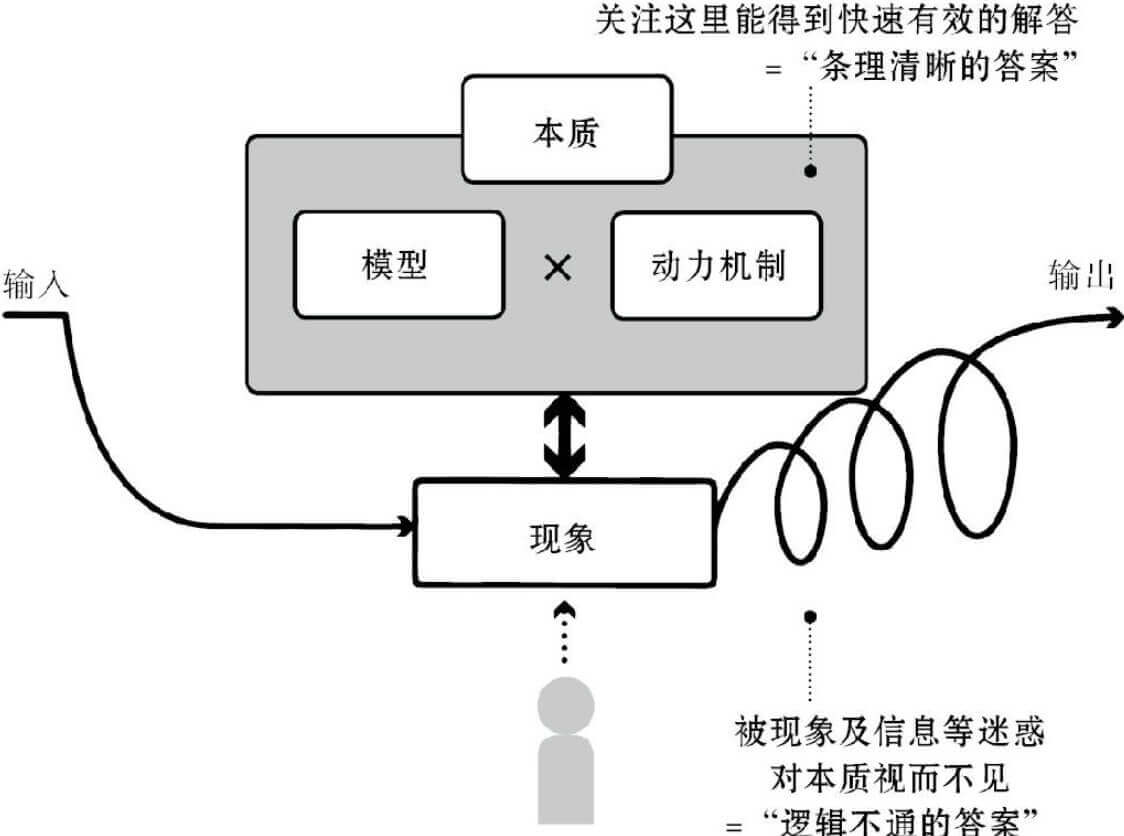 关注这里能得到快速有效的解答
= “条理清晰的答案”
本质
模型
×
动力机制
输入
输出
现象
被现象及信息等迷惑
对本质视而不见
= “逻辑不通的答案”